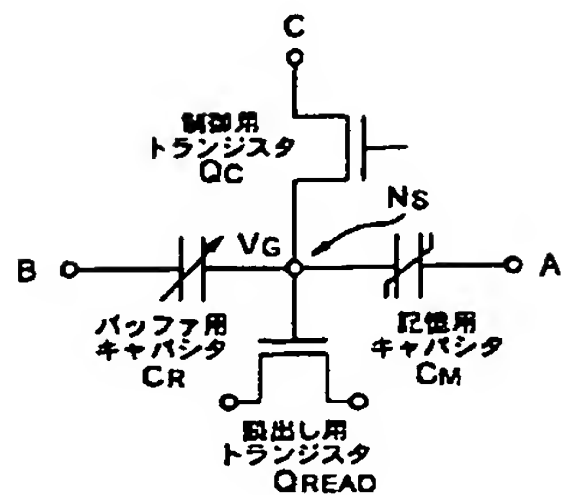 C
制御用
トランジスタ
QC
NS
VG
B
A
バッファ用
キャパシタ
CR
記憶用
キャパシタ
CM
読出し用
トランジスタ
QREAD